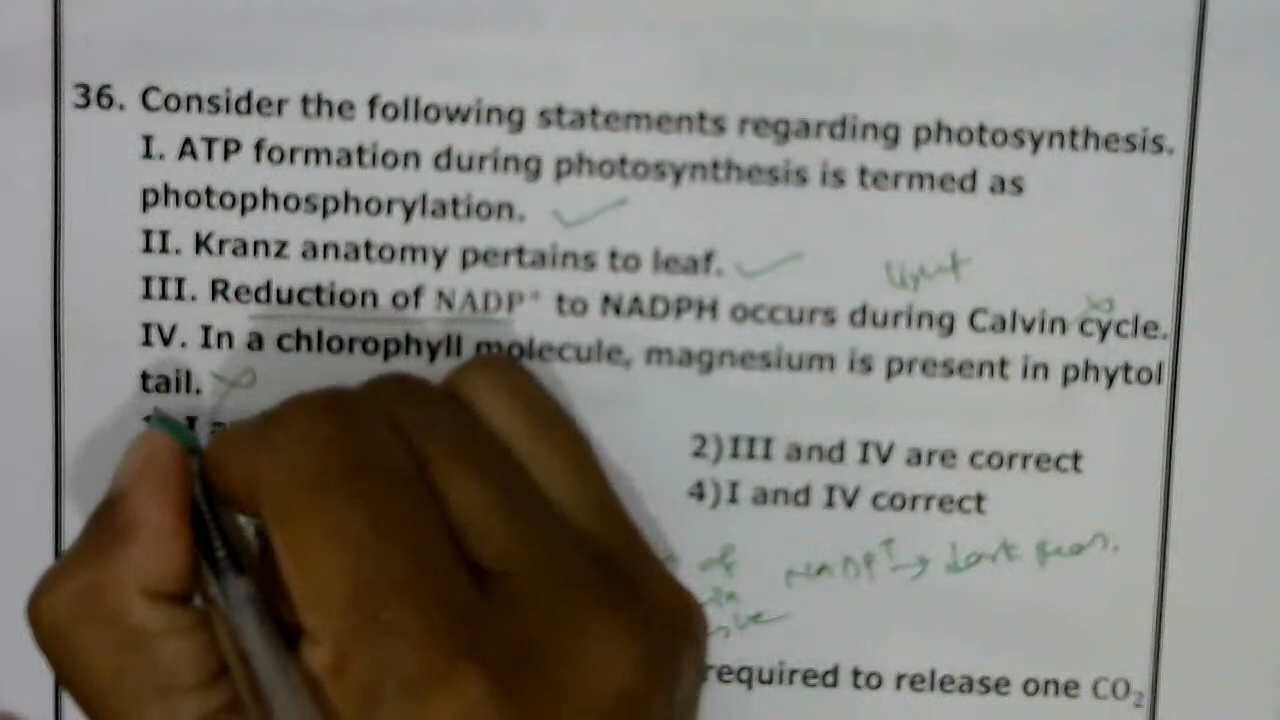 36. Consider the following statements regarding photosynthesis.
I. ATP formation during photosynthesis is termed as
photophosphorylation.
II. Kranz anatomy pertains to leaf.
III. Reduction of NADP⁺ to NADPH occurs during Calvin cycle.
IV. In a chlorophyll molecule, magnesium is present in phytol
tail.
I
2) III and IV are correct
4) I and IV correct
of
required to release one CO₂